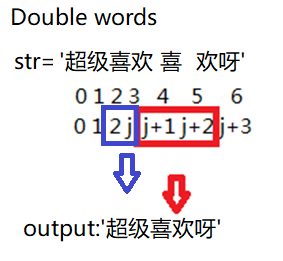 Double words
str= '超级喜欢 喜  欢呀'
0 1 2 3 4 5 6
0 1 2 j j+1 j+2 j+3
output:'超级喜欢呀'